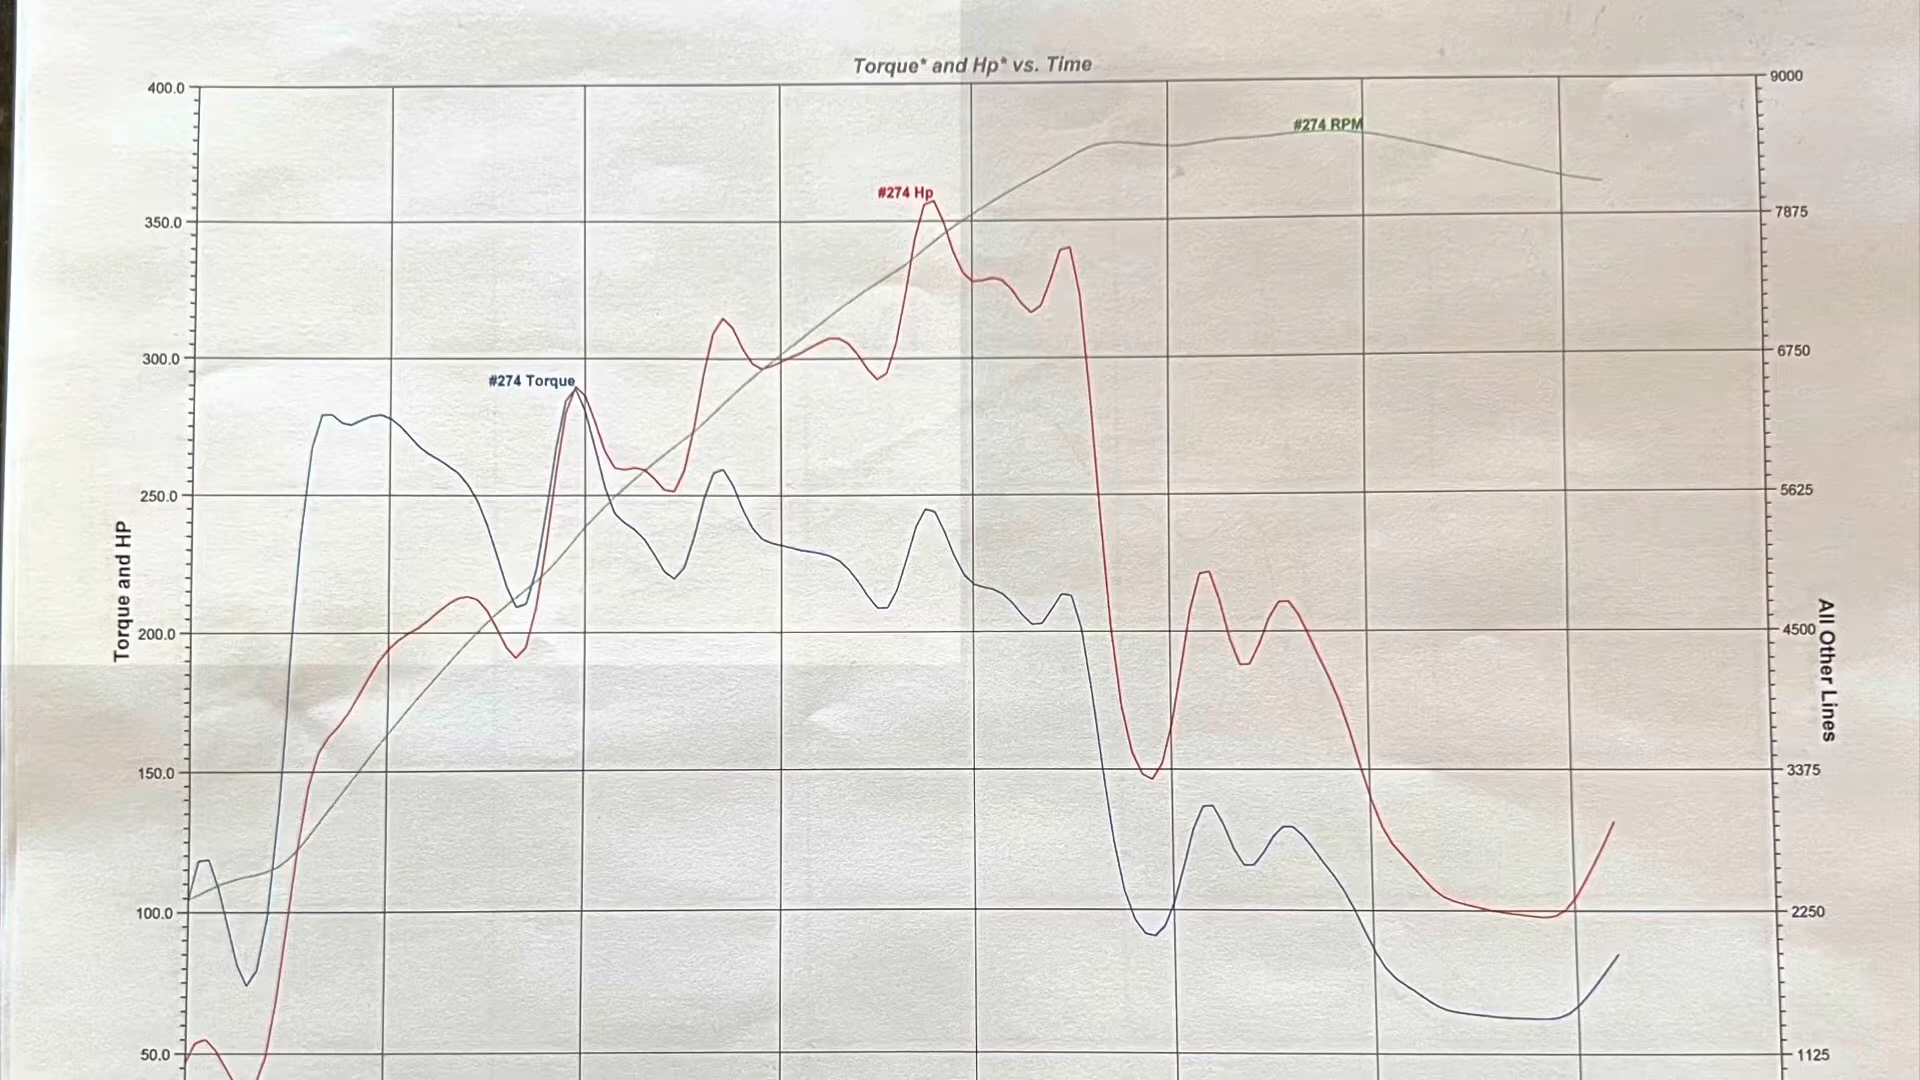 Torque* and Hp* vs. Time
400.0
9000
#274 RPM
#274 Hp
350.0
7875
300.0
6750
#274 Torque
250.0
5625
Torque and HP
200.0
4500
All Other Lines
150.0
3375
100.0
2250
50.0
1125